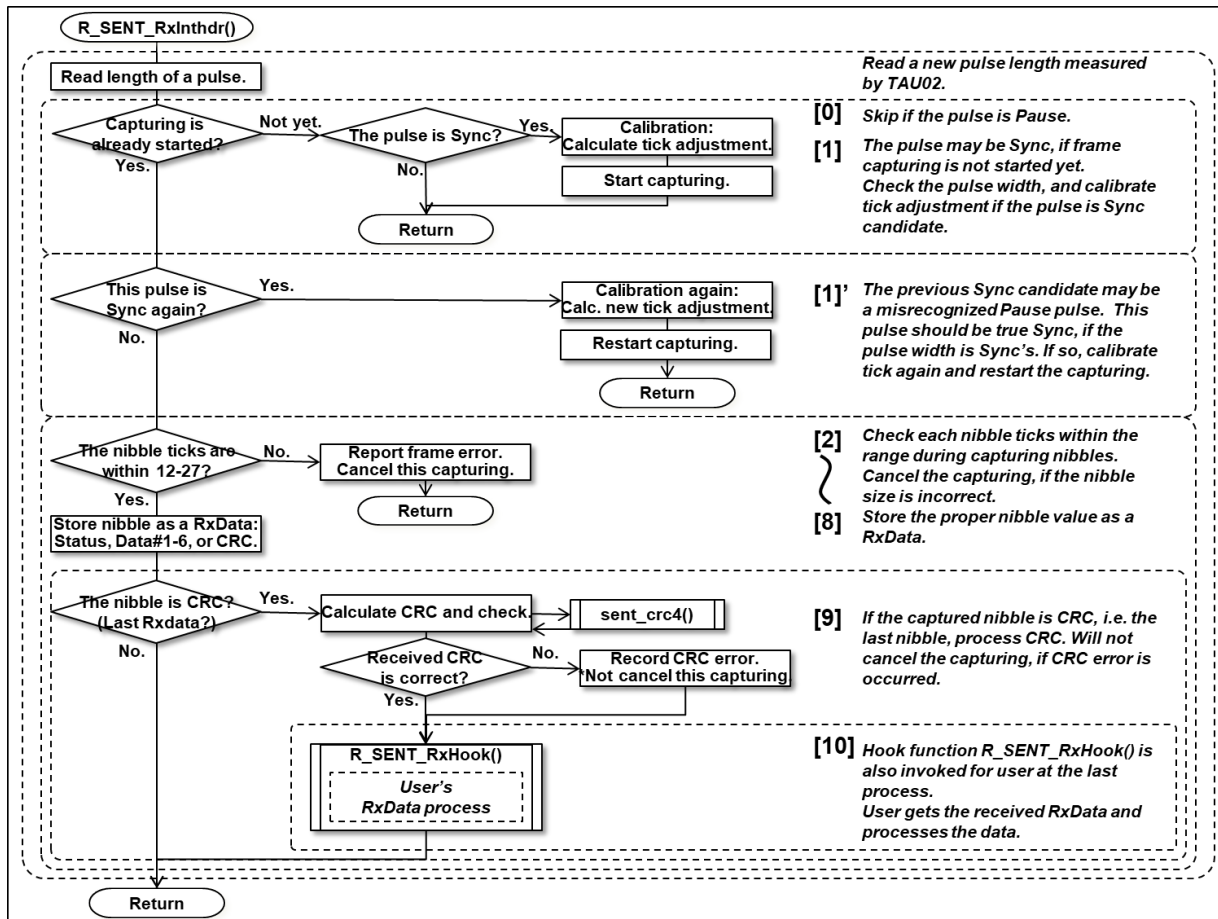 R_SENT_RxInthdr()
Read length of a pulse.
Read a new pulse length measured
by TAU02.
Capturing is
already started?
Not yet.
Yes.
The pulse is Sync?
Yes.
No.
Calibration:
Calculate tick adjustment.
Start capturing.
Return
[0]
Skip if the pulse is Pause.
[1]
The pulse may be Sync, if frame
capturing is not started yet.
Check the pulse width, and calibrate
tick adjustment if the pulse is Sync
candidate.
This pulse is
Sync again?
Yes.
No.
Calibration again:
Calc. new tick adjustment.
Restart capturing.
Return
[1]’
The previous Sync candidate may be
a misrecognized Pause pulse. This
pulse should be true Sync, if the
pulse width is Sync's. If so, calibrate
tick again and restart the capturing.
The nibble ticks are
within 12-27?
No.
Yes.
Report frame error.
Cancel this capturing.
Return
Store nibble as a RxData:
Status, Data#1-6, or CRC.
[2]
Check each nibble ticks within the
range during capturing nibbles.
Cancel the capturing, if the nibble
size is incorrect.
[8]
Store the proper nibble value as a
RxData.
The nibble is CRC?
(Last Rxdata?)
Yes.
No.
Calculate CRC and check.
sent_crc4()
Received CRC
is correct?
No.
Yes.
Record CRC error.
*Not cancel this capturing.
[9]
If the captured nibble is CRC, i.e. the
last nibble, process CRC. Will not
cancel the capturing, if CRC error is
occurred.
R_SENT_RxHook()
User's
RxData process
[10]
Hook function R_SENT_RxHook() is
also invoked for user at the last
process.
User gets the received RxData and
processes the data.
Return